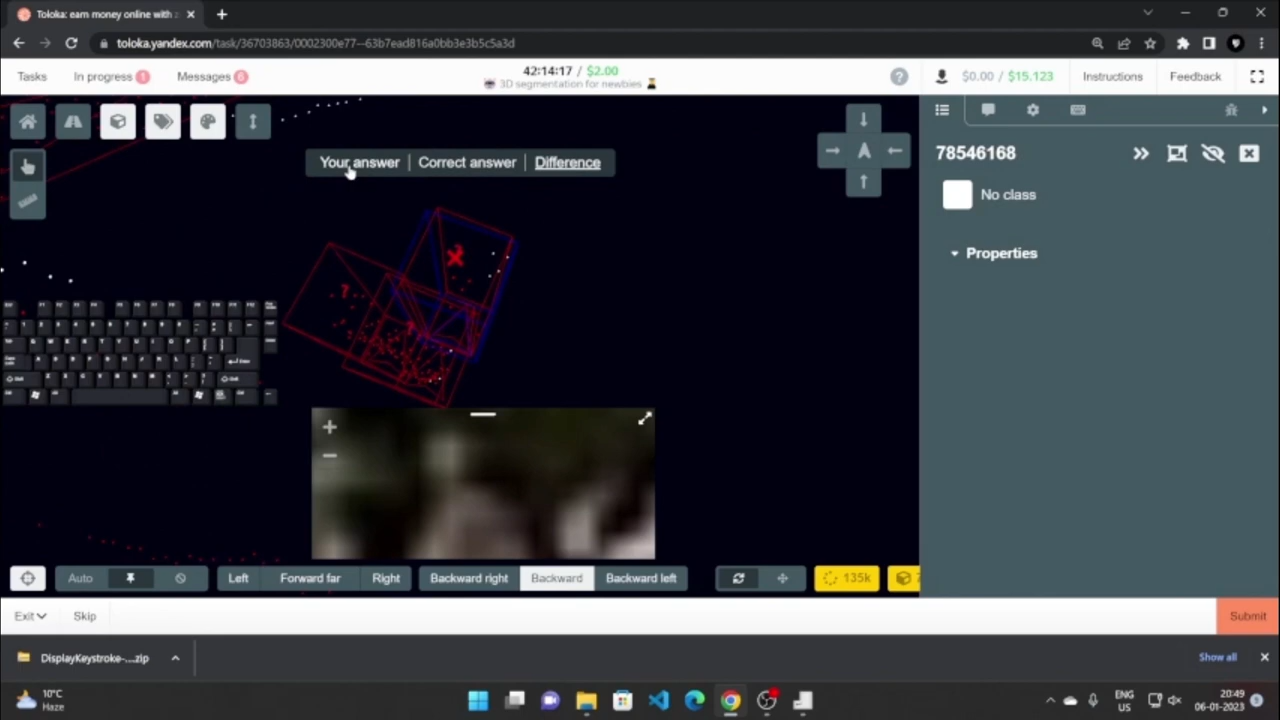 Toloka: earn money online with
toloka.yandex.com/task/36703863/0002300e77--63b7ead816a0bb3e3b5c5a3d
Tasks
In progress 1
Messages 6
42:14:17 / $2.00
3D segmentation for newbies
$0.00 / $15.123
Instructions
Feedback
Your answer | Correct answer | Difference
A
78546168
No class
Properties
?
?
Auto
Left
Forward far
Right
Backward right
Backward
Backward left
135k
Exit
Skip
Submit
DisplayKeystroke-....zip
Show all
10°C
Haze
ENG
US
20:49
06-01-2023